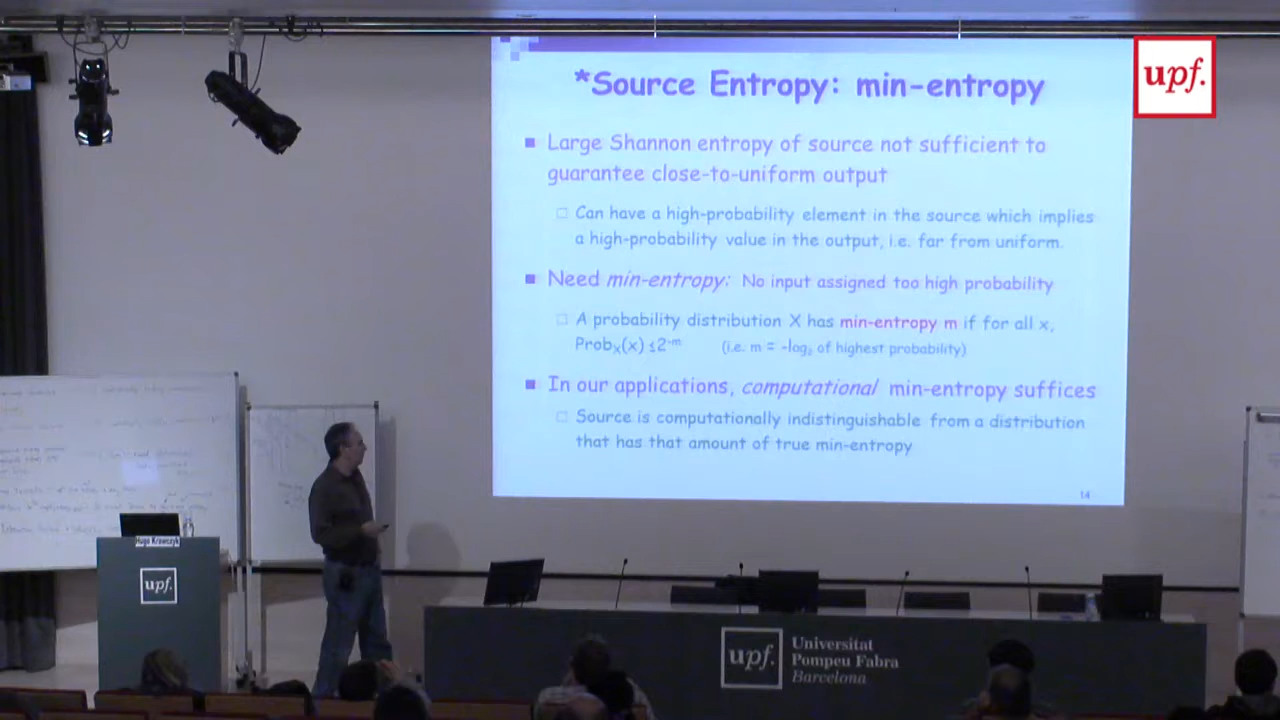 *Source Entropy: min-entropy
upf.
Large Shannon entropy of source not sufficient to
guarantee close-to-uniform output
Can have a high-probability element in the source which implies
a high-probability value in the output, i.e. far from uniform.
Need min-entropy: No input assigned too high probability
A probability distribution X has min-entropy m if for all x,
Prob_X(x) ≤2^-m (i.e. m = -log₂ of highest probability)
In our applications, computational min-entropy suffices
Source is computationally indistinguishable from a distribution
that has that amount of true min-entropy
14
Hugo Krawczyk
upf.
upf.
Universitat
Pompeu Fabra
Barcelona